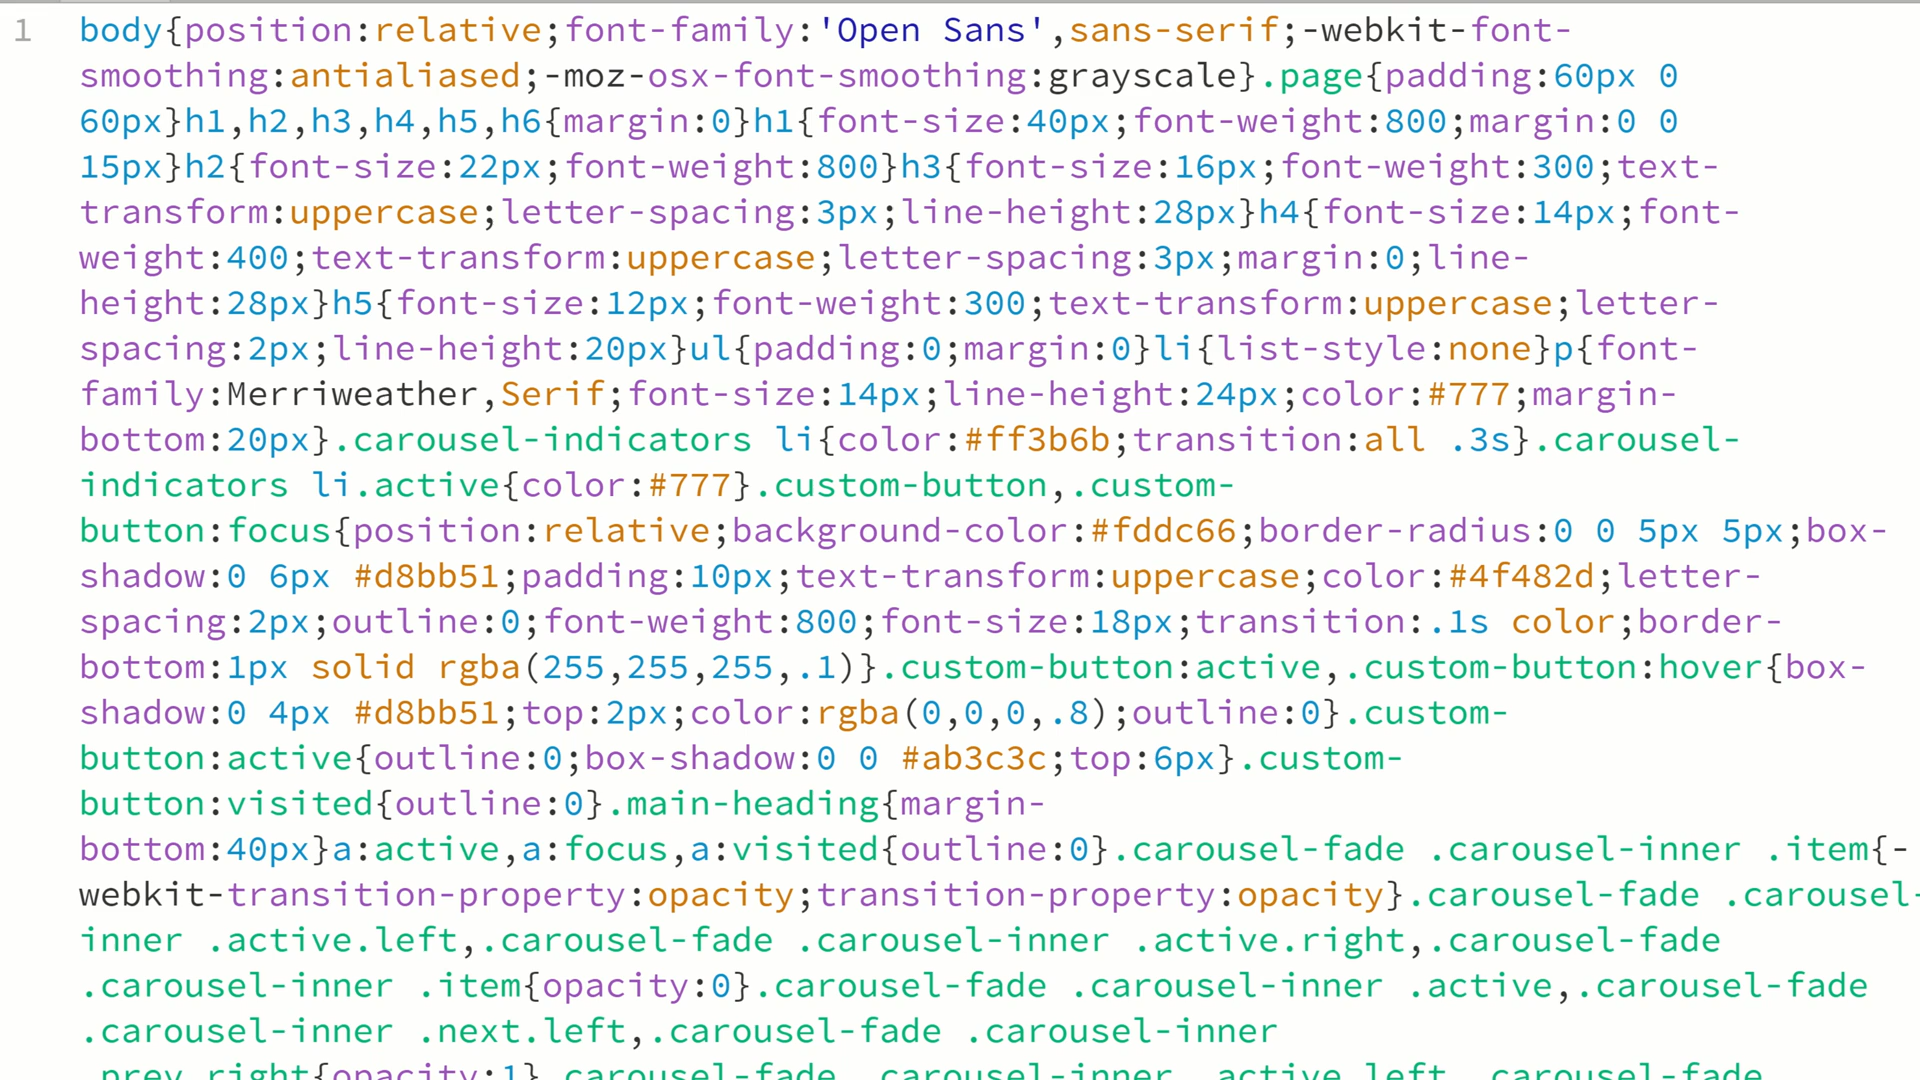 1 body{position:relative;font-family:'Open Sans',sans-serif;-webkit-font-
smoothing:antialiased;-moz-osx-font-smoothing:grayscale}.page{padding:60px 0
60px}h1,h2,h3,h4,h5,h6{margin:0}h1{font-size:40px;font-weight:800;margin:0 0
15px}h2{font-size:22px;font-weight:800}h3{font-size:16px;font-weight:300;text-
transform:uppercase;letter-spacing:3px;line-height:28px}h4{font-size:14px;font-
weight:400;text-transform:uppercase;letter-spacing:3px;margin:0;line-
height:28px}h5{font-size:12px;font-weight:300;text-transform:uppercase;letter-
spacing:2px;line-height:20px}ul{padding:0;margin:0}li{list-style:none}p{font-
family:Merriweather,Serif;font-size:14px;line-height:24px;color:#777;margin-
bottom:20px}.carousel-indicators li{color:#ff3b6b;transition:all .3s}.carousel-
indicators li.active{color:#777}.custom-button,.custom-
button:focus{position:relative;background-color:#fddc66;border-radius:0 0 5px 5px;box-
shadow:0 6px #d8bb51;padding:10px;text-transform:uppercase;color:#4f482d;letter-
spacing:2px;outline:0;font-weight:800;font-size:18px;transition:.1s color;border-
bottom:1px solid rgba(255,255,255,.1)}.custom-button:active,.custom-button:hover{box-
shadow:0 4px #d8bb51;top:2px;color:rgba(0,0,0,.8);outline:0}.custom-
button:active{outline:0;box-shadow:0 0 #ab3c3c;top:6px}.custom-
button:visited{outline:0}.main-heading{margin-
bottom:40px}a:active,a:focus,a:visited{outline:0}.carousel-fade .carousel-inner .item{-
webkit-transition-property:opacity;transition-property:opacity}.carousel-fade .carousel-
inner .active.left,.carousel-fade .carousel-inner .active.right,.carousel-fade
.carousel-inner .item{opacity:0}.carousel-fade .carousel-inner .active,.carousel-fade
.carousel-inner .next.left,.carousel-fade .carousel-inner
.prev.right{opacity:1}.carousel-fade .carousel-inner .active.left,.carousel-fade